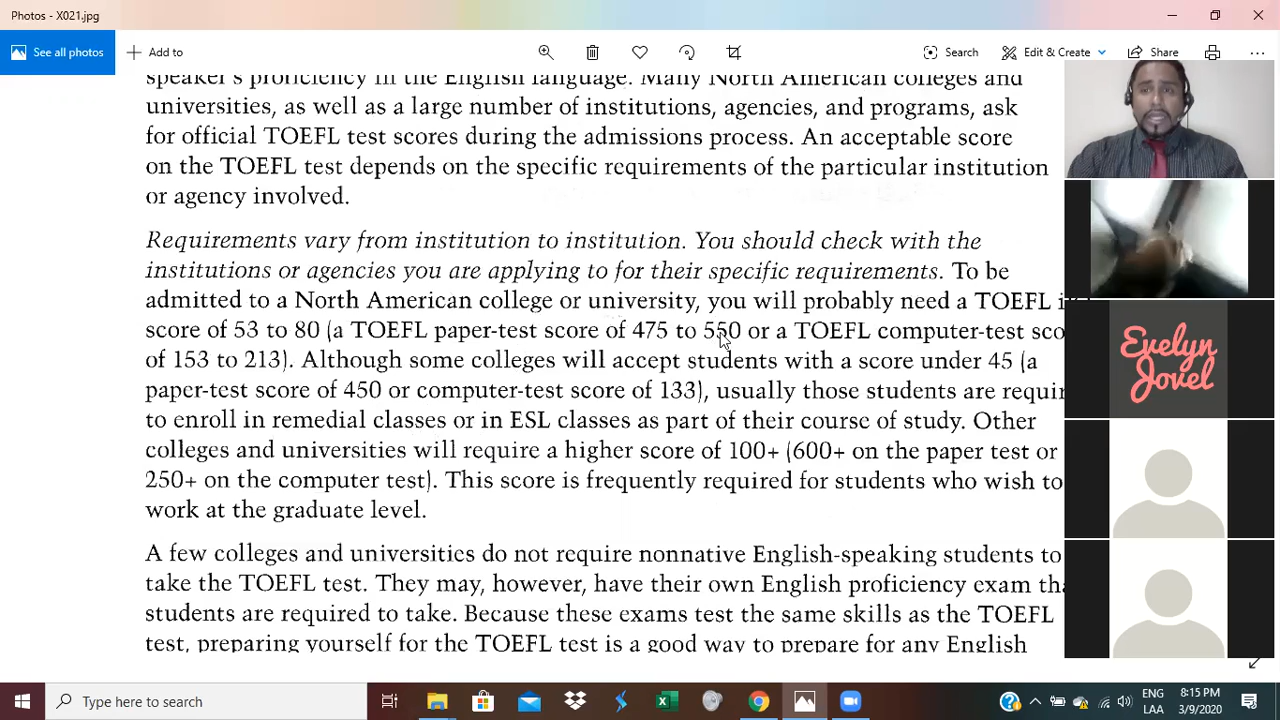 Photos - X021.jpg
See all photos
Add to
Search
Edit & Create
Share
speaker's proficiency in the English language. Many North American colleges and
universities, as well as a large number of institutions, agencies, and programs, ask
for official TOEFL test scores during the admissions process. An acceptable score
on the TOEFL test depends on the specific requirements of the particular institution
or agency involved.
Requirements vary from institution to institution. You should check with the
institutions or agencies you are applying to for their specific requirements. To be
admitted to a North American college or university, you will probably need a TOEFL
score of 53 to 80 (a TOEFL paper-test score of 475 to 550 or a TOEFL computer-test sco
of 153 to 213). Although some colleges will accept students with a score under 45 (a
paper-test score of 450 or computer-test score of 133), usually those students are requir
to enroll in remedial classes or in ESL classes as part of their course of study. Other
colleges and universities will require a higher score of 100+ (600+ on the paper test or
250+ on the computer test). This score is frequently required for students who wish to
work at the graduate level.
A few colleges and universities do not require nonnative English-speaking students to
take the TOEFL test. They may, however, have their own English proficiency exam tha
students are required to take. Because these exams test the same skills as the TOEFL
test, preparing yourself for the TOEFL test is a good way to prepare for any English
Evelyn
Jovel
Type here to search
ENG
LAA
8:15 PM
3/9/2020